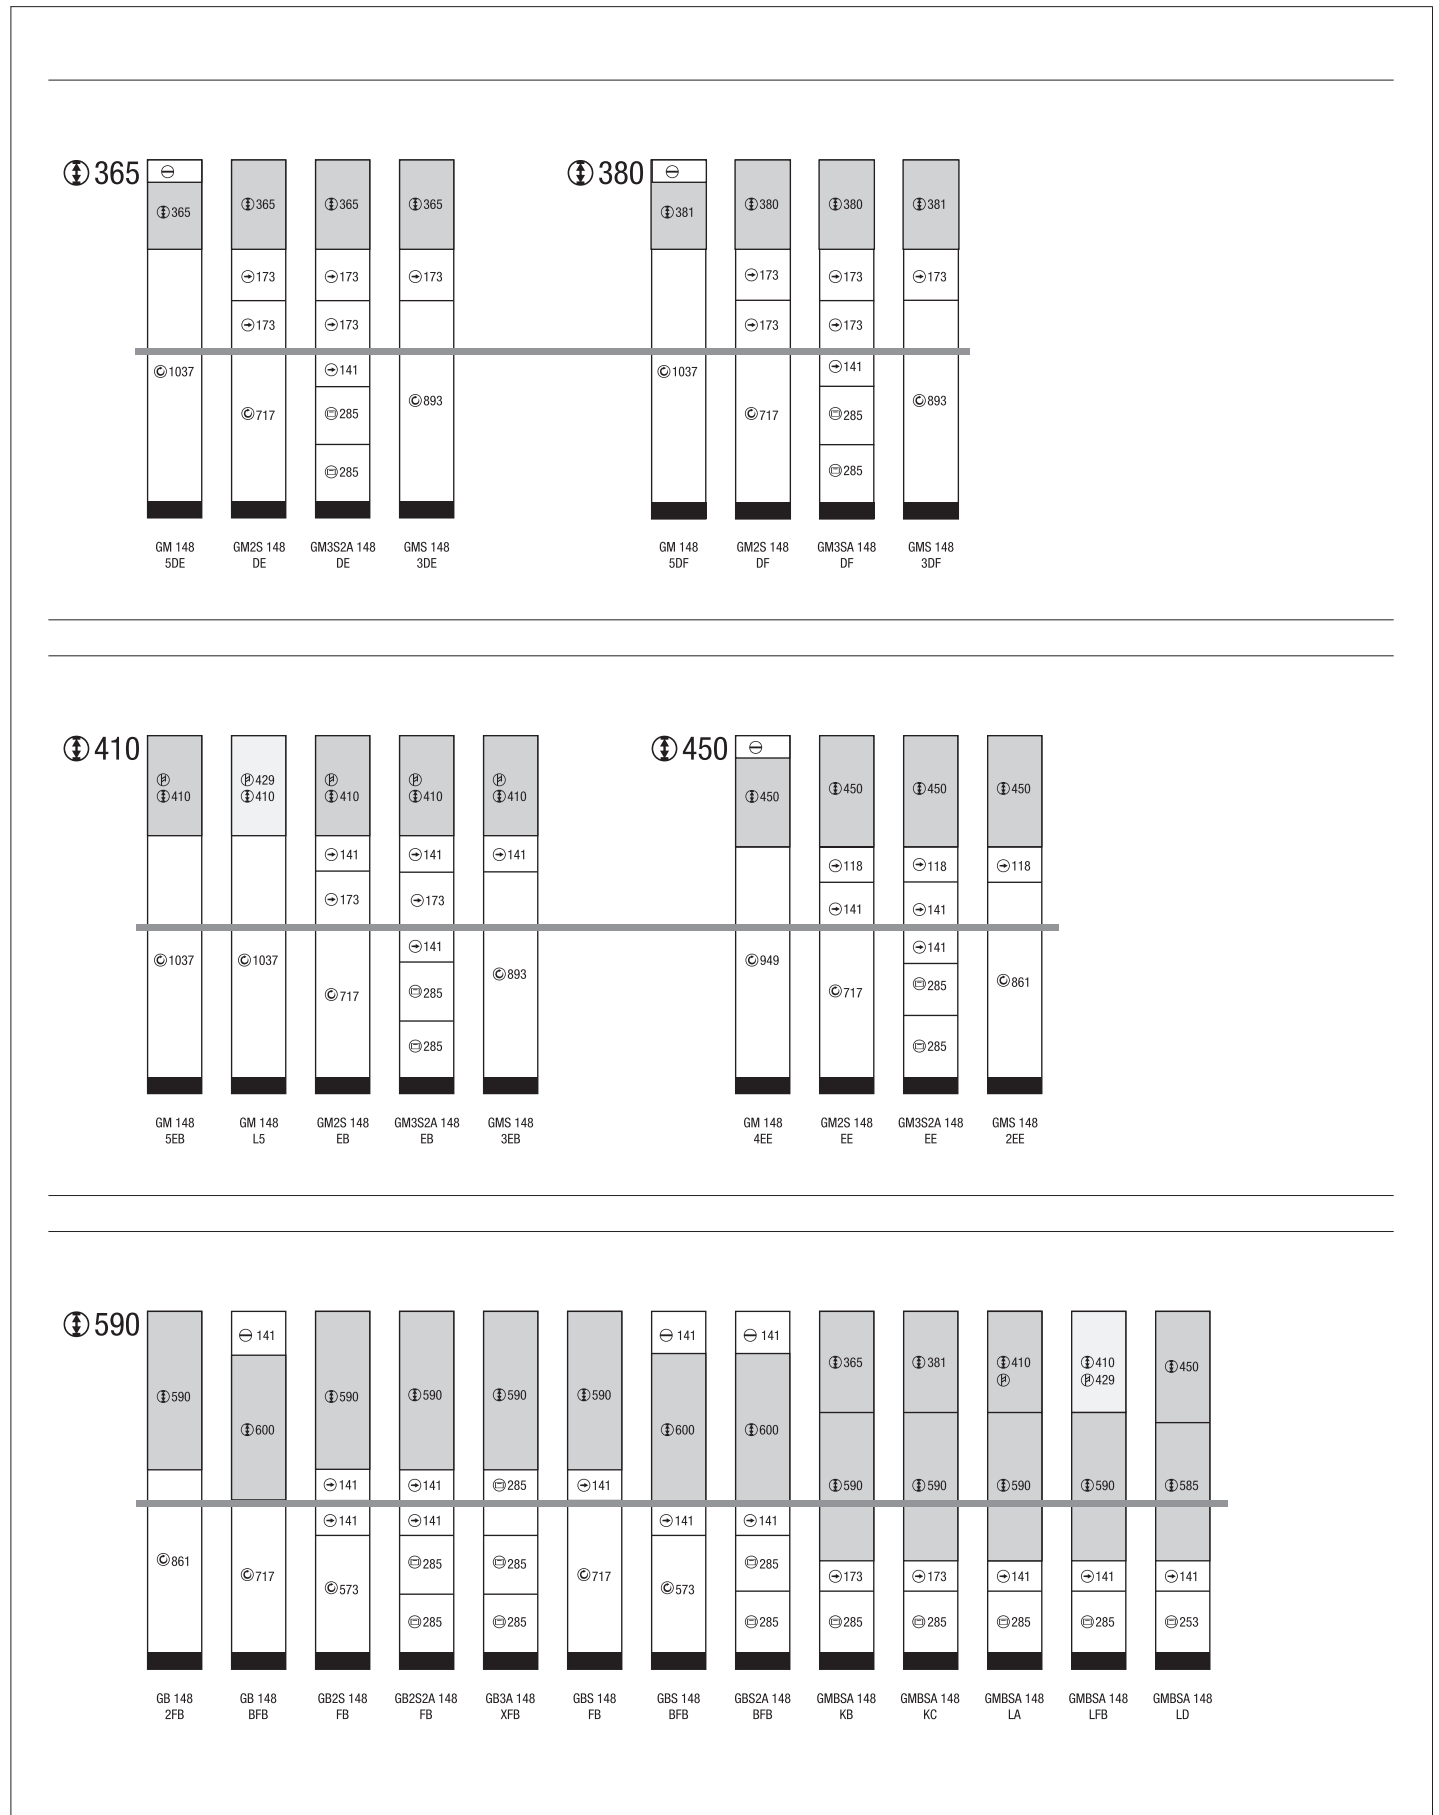 365
365
365
365
365
173
173
173
173
173
1037
141
717
285
893
285
GM 148
5DE
GM2S 148
DE
GM3S2A 148
DE
GMS 148
3DE
380
381
380
380
381
173
173
173
173
173
1037
141
717
285
893
285
GM 148
5DF
GM2S 148
DF
GM3SA 148
DF
GMS 148
3DF
410
410
429
410
410
410
410
141
141
141
173
173
141
1037
1037
717
285
893
285
GM 148
5EB
GM 148
L5
GM2S 148
EB
GM3S2A 148
EB
GMS 148
3EB
450
450
450
450
450
118
118
118
141
141
141
949
717
285
861
285
GM 148
4EE
GM2S 148
EE
GM3S2A 148
EE
GMS 148
2EE
590
590
861
GB 148
2FB
141
600
717
GB 148
BFB
590
141
141
573
GB2S 148
FB
590
141
141
285
285
GB2S2A 148
FB
590
285
285
285
GB3A 148
XFB
590
141
717
GBS 148
FB
141
600
141
573
GBS 148
BFB
141
600
141
285
285
GBS2A 148
BFB
365
590
173
285
GMBSA 148
KB
381
590
173
285
GMBSA 148
KC
410
590
141
285
GMBSA 148
LA
410
429
590
141
285
GMBSA 148
LFB
450
585
141
253
GMBSA 148
LD